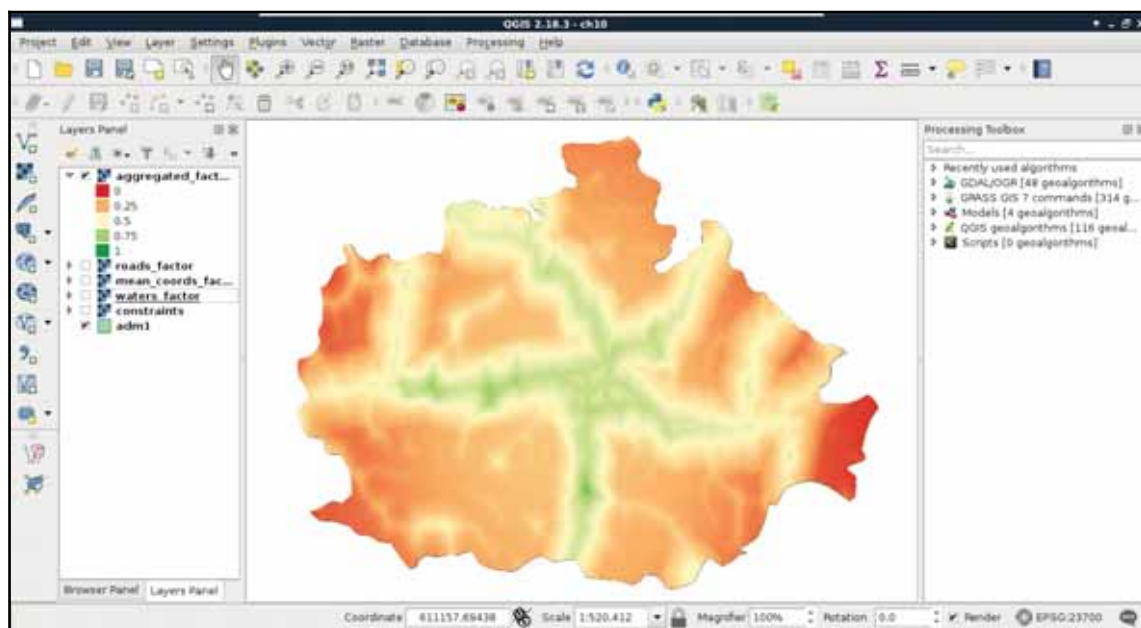 QGIS 2.18.3 - ch10
Project Edit View Layer Settings Plugins Vector Raster Database Processing Help
Layers Panel
aggregated_fact...
0
0.25
0.5
0.75
1
roads_factor
mean_coords_fac...
waters_factor
constraints
adm1
Browser Panel Layers Panel
Processing Toolbox
Search...
Recently used algorithms
GDAL/OGR [48 geoalgorithms]
GRASS GIS 7 commands [314 g...
Models [4 geoalgorithms]
QGIS geoalgorithms [116 geoal...
Scripts [0 geoalgorithms]
Coordinate 611157,69438 Scale 1:520,412 Magnifier 100% Rotation 0.0 Render EPSG:23700